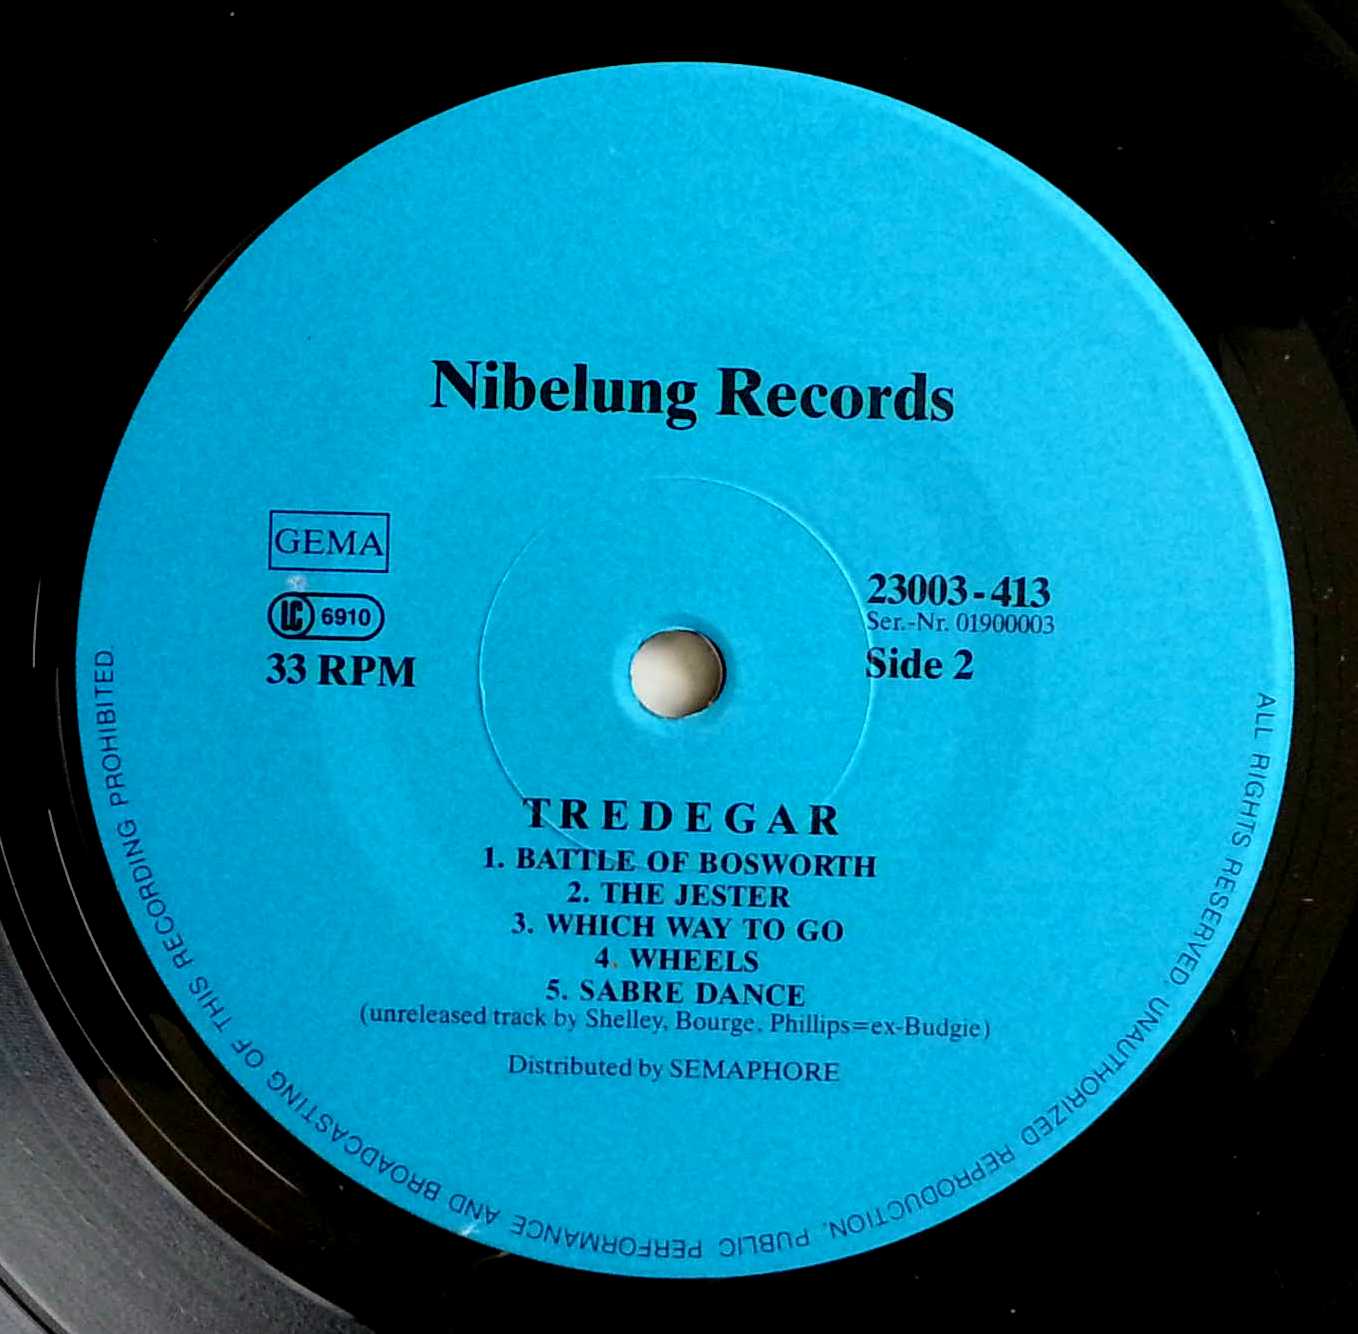 Nibelung Records
GEMA
LC 6910
33 RPM
23003-413
Ser.-Nr. 01900003
Side 2
TREDEGAR
1. BATTLE OF BOSWORTH
2. THE JESTER
3. WHICH WAY TO GO
4. WHEELS
5. SABRE DANCE
(unreleased track by Shelley, Bourge, Phillips=ex-Budgie)
Distributed by SEMAPHORE
ALL RIGHTS RESERVED. UNAUTHORIZED REPRODUCTION, PUBLIC PERFORMANCE AND BROADCASTING OF THIS RECORDING PROHIBITED.